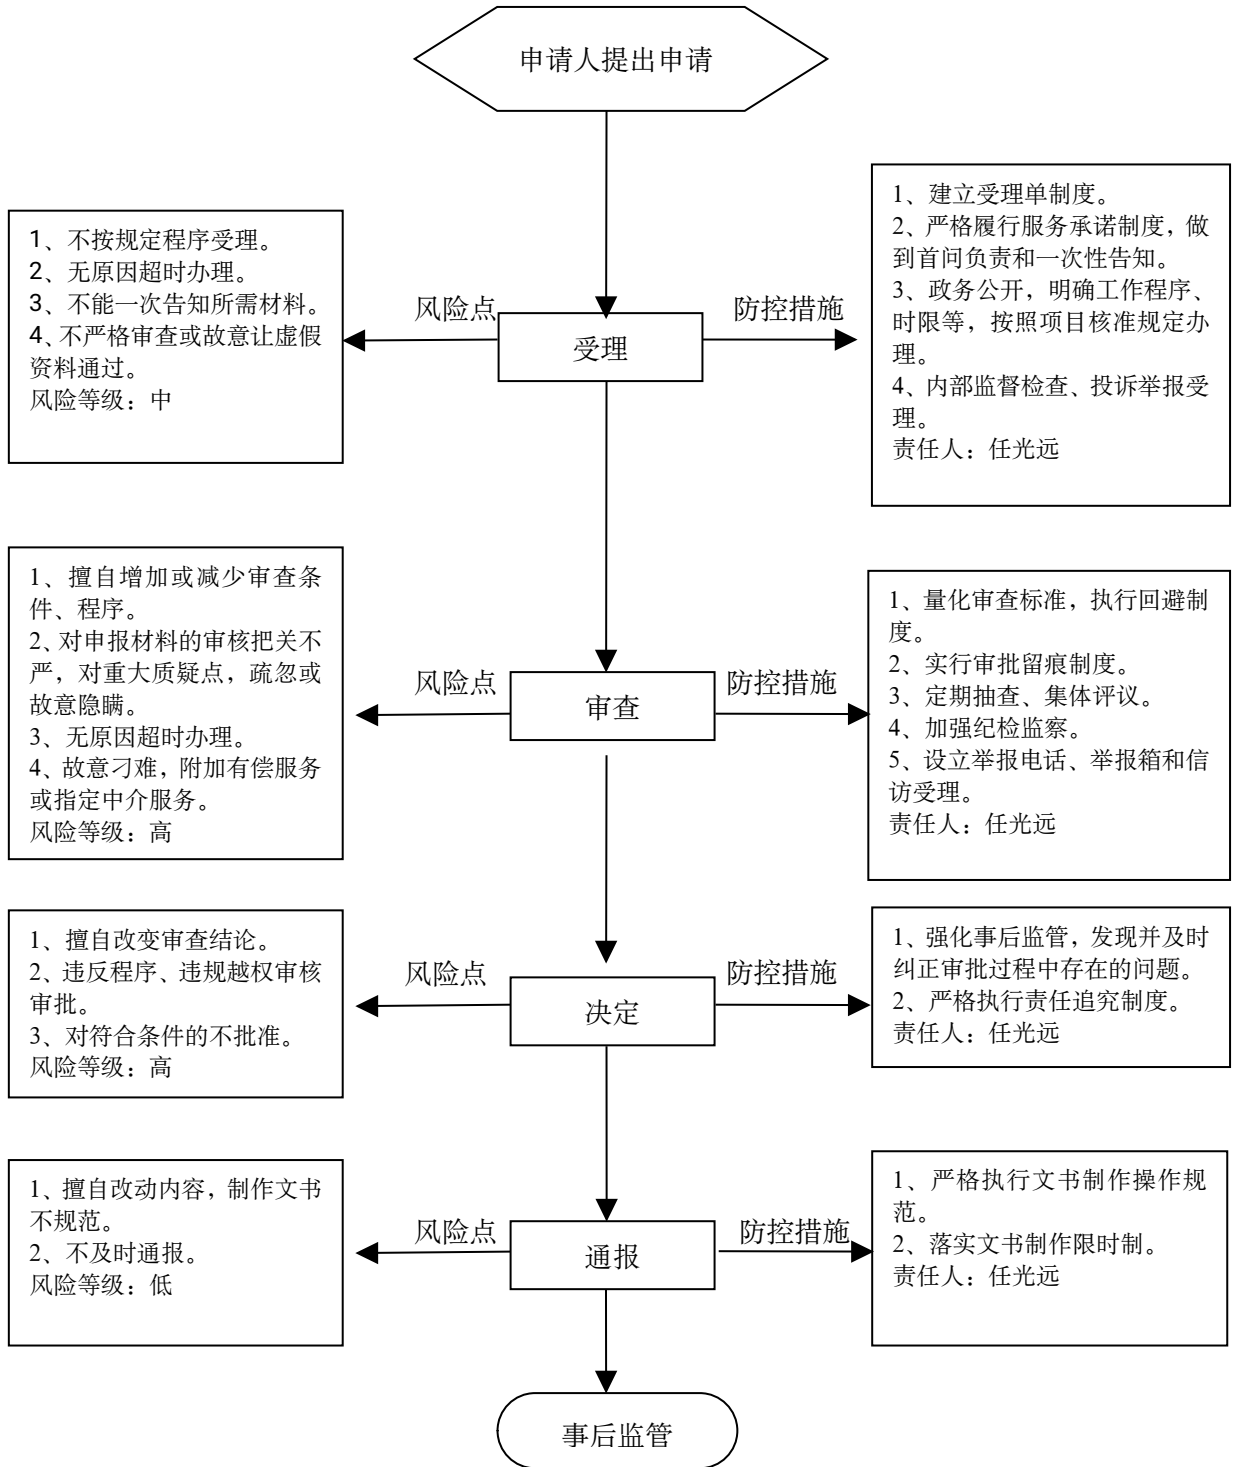 申请人提出申请
1、不按规定程序受理。
2、无原因超时办理。
3、不能一次告知所需材料。
4、不严格审查或故意让虚假
资料通过。
风险等级：中
风险点
受理
防控措施
1、建立受理单制度。
2、严格履行服务承诺制度，做
到首问负责和一次性告知。
3、政务公开，明确工作程序、
时限等，按照项目核准规定办
理。
4、内部监督检查、投诉举报受
理。
责任人：任光远
1、擅自增加或减少审查条
件、程序。
2、对申报材料的审核把关不
严，对重大质疑点，疏忽或
故意隐瞒。
3、无原因超时办理。
4、故意刁难，附加有偿服务
或指定中介服务。
风险等级：高
风险点
审查
防控措施
1、量化审查标准，执行回避制
度。
2、实行审批留痕制度。
3、定期抽查、集体评议。
4、加强纪检监察。
5、设立举报电话、举报箱和信
访受理。
责任人：任光远
1、擅自改变审查结论。
2、违反程序、违规越权审核
审批。
3、对符合条件的不批准。
风险等级：高
风险点
决定
防控措施
1、强化事后监管，发现并及时
纠正审批过程中存在的问题。
2、严格执行责任追究制度。
责任人：任光远
1、擅自改动内容，制作文书
不规范。
2、不及时通报。
风险等级：低
风险点
通报
防控措施
1、严格执行文书制作操作规
范。
2、落实文书制作限时制。
责任人：任光远
事后监管